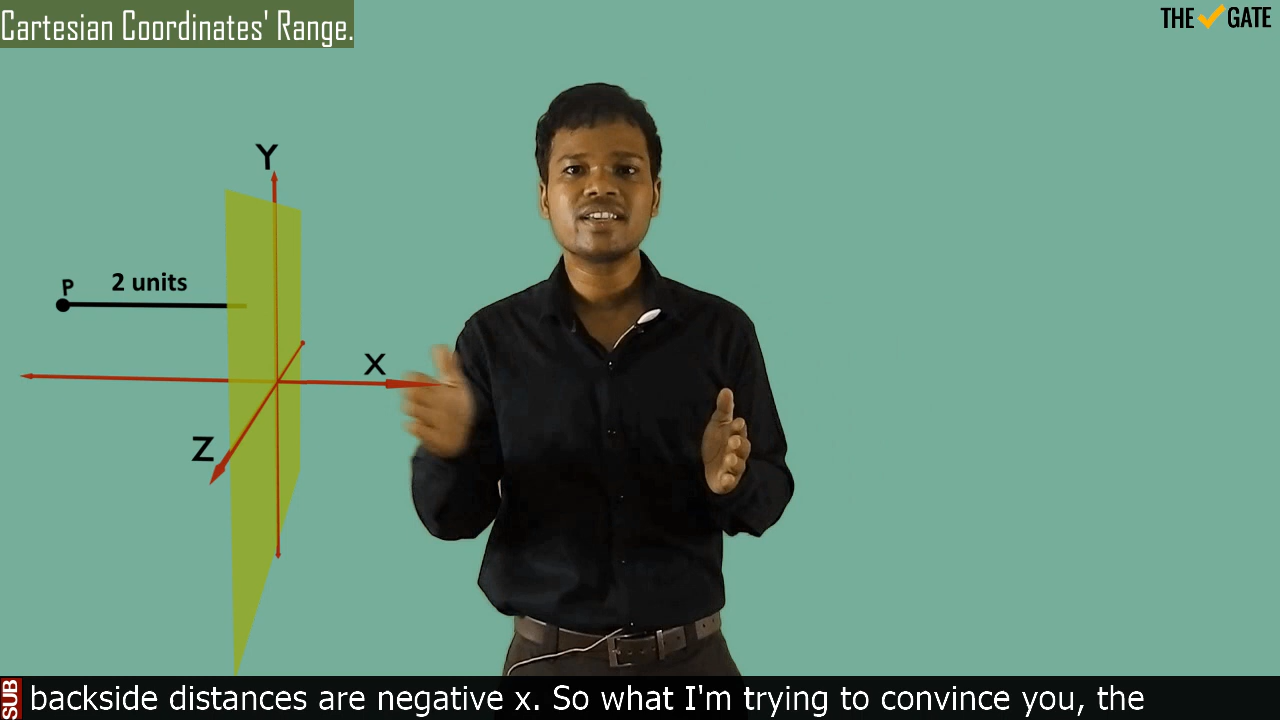 Cartesian Coordinates' Range.
THE GATE
Y
P
2 units
X
Z
SUB
backside distances are negative x. So what I'm trying to convince you, the